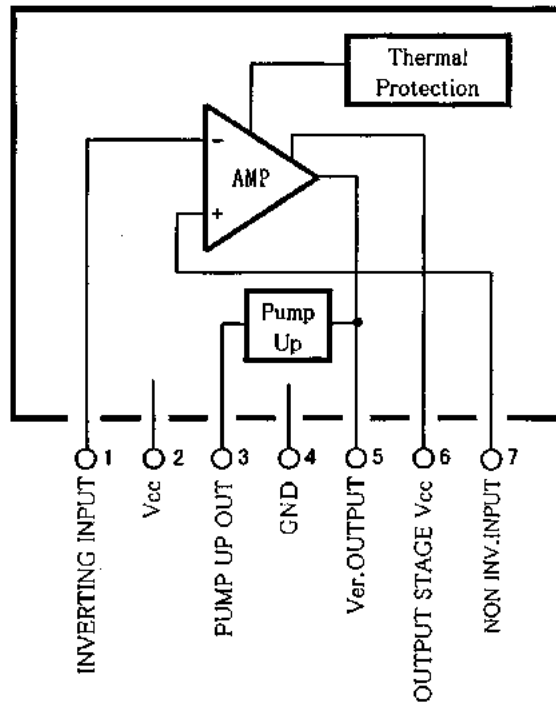 Thermal
Protection
−
AMP
+
Pump
Up
1
2
3
4
5
6
7
INVERTING INPUT
Vcc
PUMP UP OUT
GND
Ver.OUTPUT
OUTPUT STAGE Vcc
NON INV.INPUT